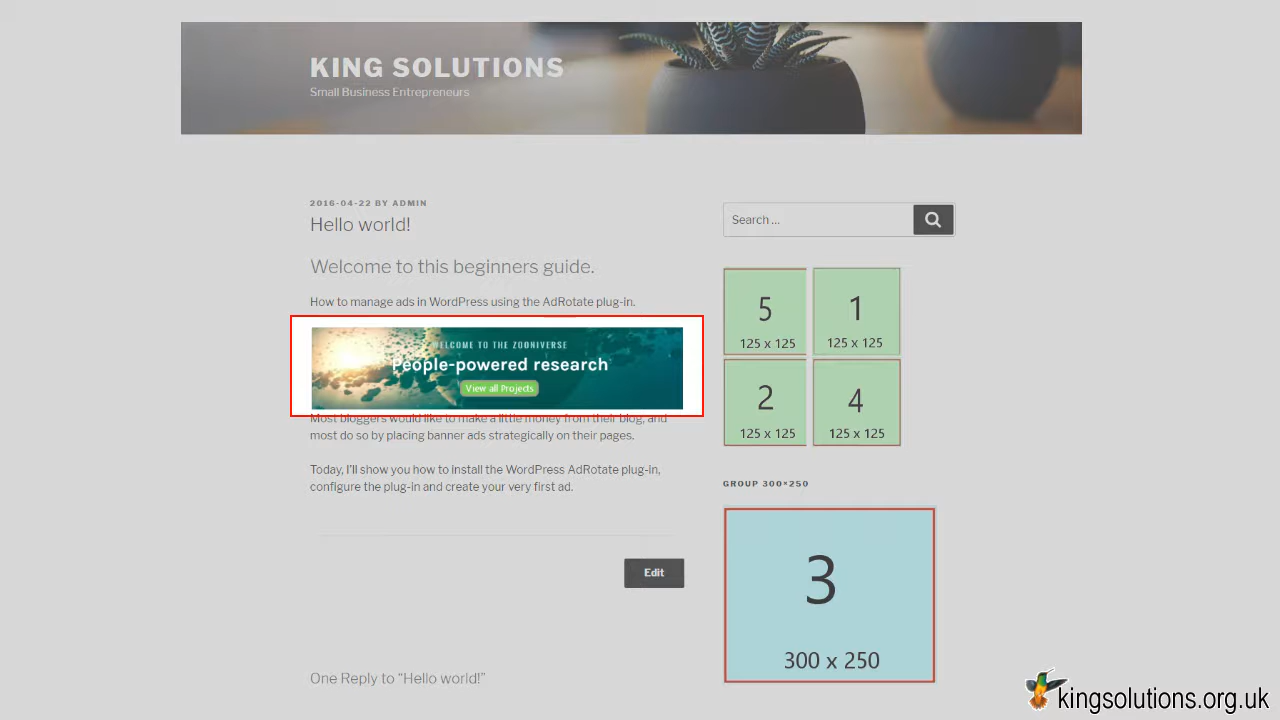 KING SOLUTIONS
Small Business Entrepreneurs
2016-04-22 BY ADMIN
Hello world!
Welcome to this beginners guide.
How to manage ads in WordPress using the AdRotate plug-in.
WELCOME TO THE ZOONIVERSE
People-powered research
View all Projects
Most bloggers would like to make a little money from their blog, and
most do so by placing banner ads strategically on their pages.
Today, I'll show you how to install the WordPress AdRotate plug-in,
configure the plug-in and create your very first ad.
Edit
One Reply to “Hello world!”
Search ...
5
125 x 125
1
125 x 125
2
125 x 125
4
125 x 125
GROUP 300×250
3
300 x 250
kingsolutions.org.uk